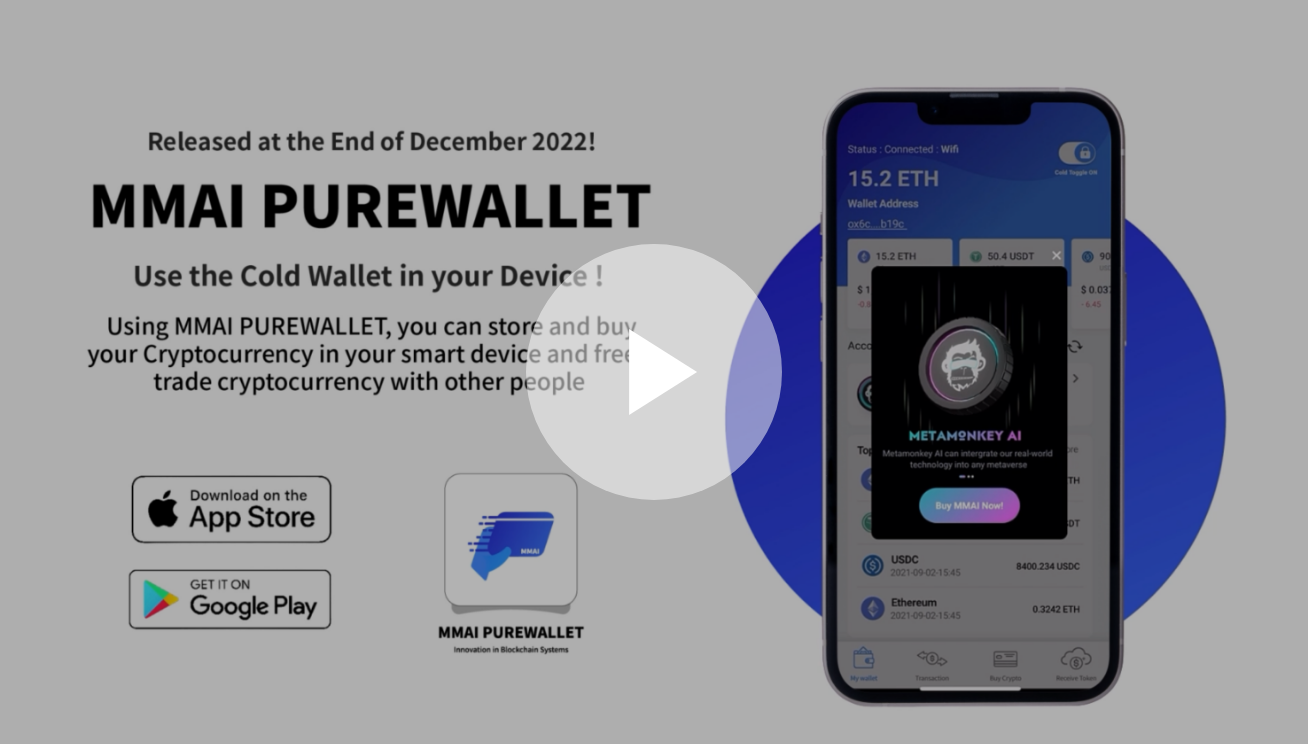 Released at the End of December 2022!
MMAI PUREWALLET
Use the Cold Wallet in your Device !
Using MMAI PUREWALLET, you can store and buy
your Cryptocurrency in your smart device and free
trade cryptocurrency with other people
Download on the
App Store
GET IT ON
Google Play
MMAI
MMAI PUREWALLET
Innovation in Blockchain Systems
Status : Connected : Wifi
Cold Toggle ON
15.2 ETH
Wallet Address
ox6c....b19c
15.2 ETH
50.4 USDT
90
$ 1
$ 0.03
- 6.45
Acco
METAMONKEY AI
Metamonkey AI can intergrate our real-world
technology into any metaverse
Buy MMAI Now!
Top
TH
DT
USDC
2021-09-02-15:45
8400.234 USDC
Ethereum
2021-09-02-15:45
0.3242 ETH
My wallet
Transaction
Buy Crypto
Receive Token